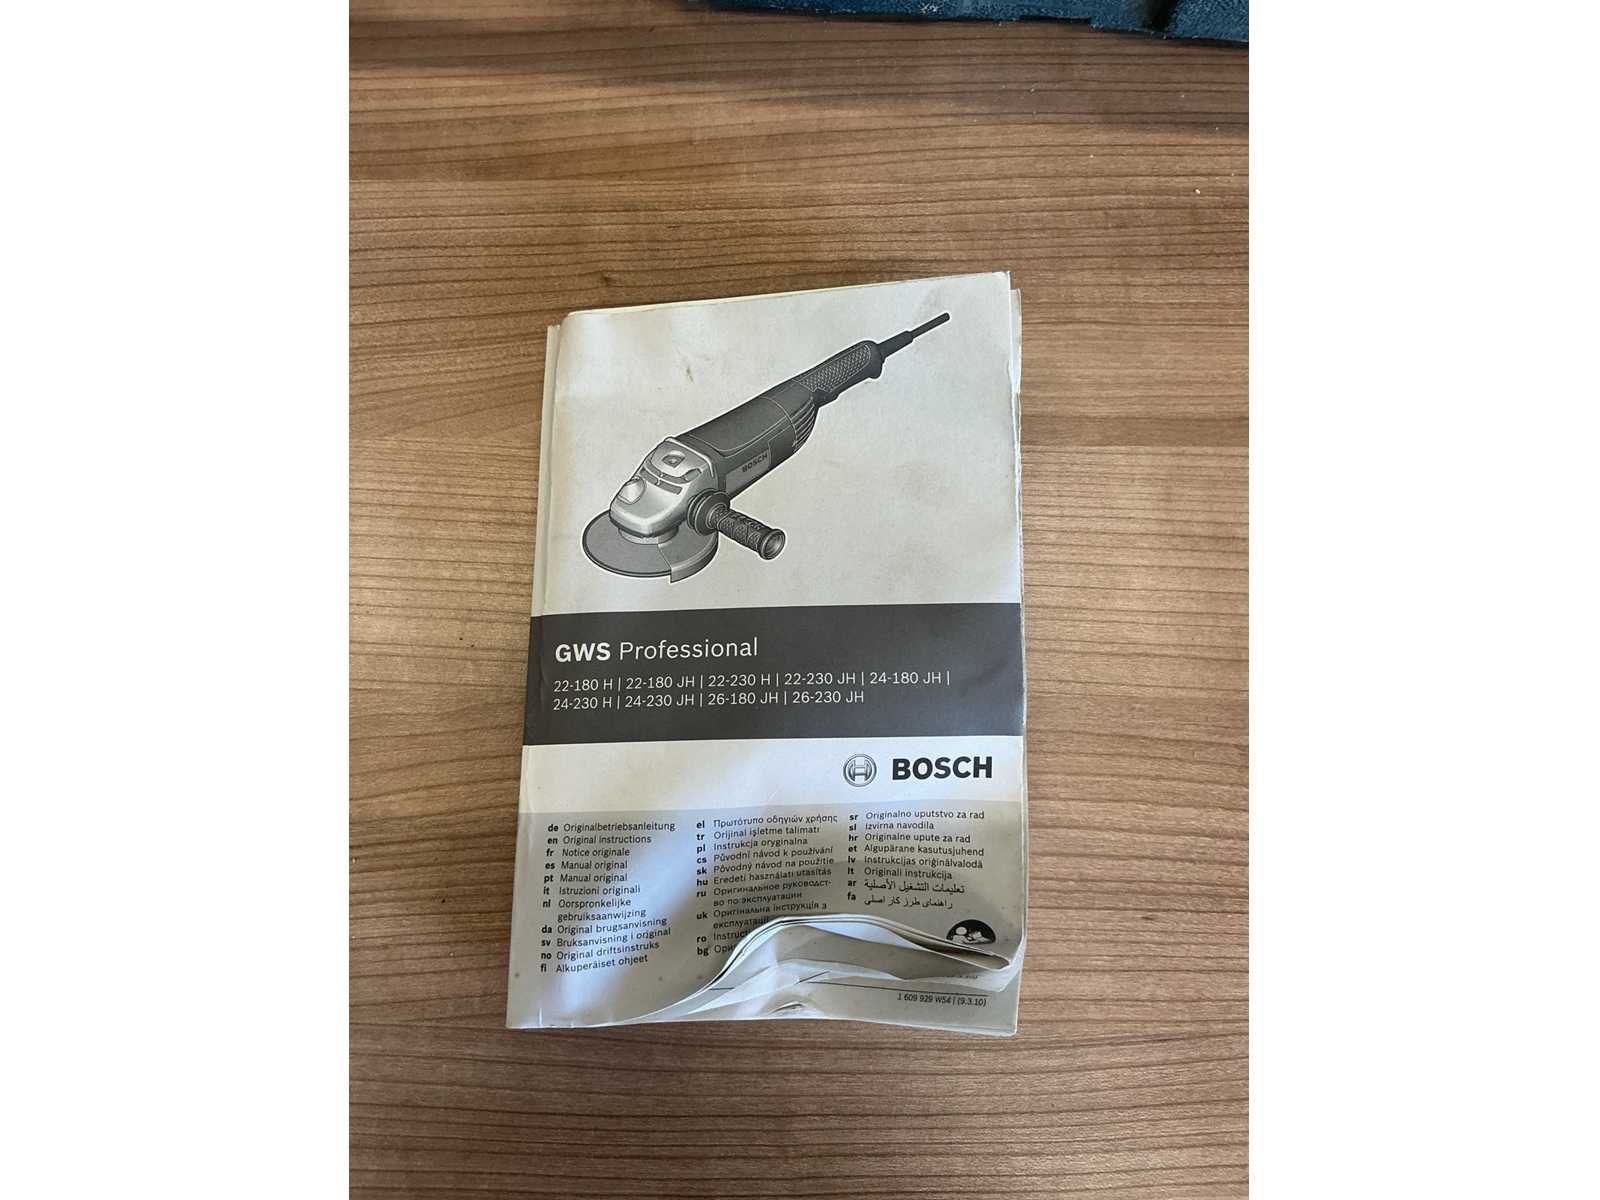 BOSCH
GWS Professional
22-180 H | 22-180 JH | 22-230 H | 22-230 JH | 24-180 JH |
24-230 H | 24-230 JH | 26-180 JH | 26-230 JH
BOSCH
de Originalbetriebsanleitung
en Original instructions
fr Notice originale
es Manual original
pt Manual original
it Istruzioni originali
nl Oorspronkelijke
gebruiksaanwijzing
da Original brugsanvisning
sv Bruksanvisning i original
no Original driftsinstruks
fi Alkuperäiset ohjeet
el Πρωτότυπο οδηγιών χρήσης
tr Orijinal işletme talimatı
pl Instrukcja oryginalna
cs Původní návod k používání
sk Pôvodný návod na použitie
hu Eredeti használati utasítás
ru Оригинальное руководст-
во по эксплуатации
uk Оригінальна інструкція з
експлуатації
ro
bg
sr Originalno uputstvo za rad
sl Izvirna navodila
hr Originalne upute za rad
et Algupärane kasutusjuhend
lv Instrukcijas oriģinālvalodā
lt Originali instrukcija
ar تعليمات التشغيل الأصلية
fa راهنمای طرز کار اصلی
1 609 929 W54 | (9.3.10)